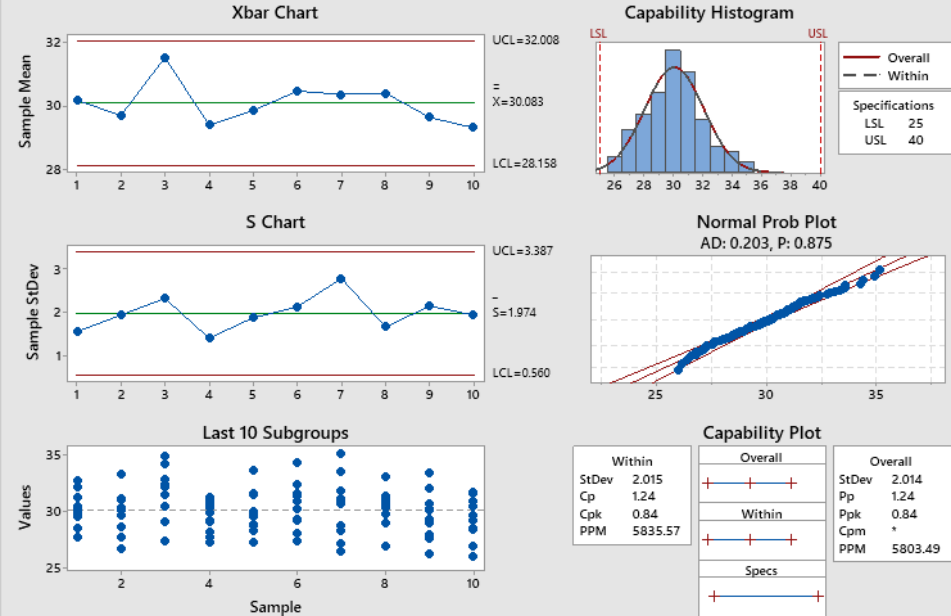 Xbar Chart
Sample Mean
32
30
28
1 2 3 4 5 6 7 8 9 10
UCL=32.008
=
X=30.083
LCL=28.158
Capability Histogram
LSL USL
26 28 30 32 34 36 38 40
Overall
Within
Specifications
LSL 25
USL 40
S Chart
Sample StDev
3
2
1
1 2 3 4 5 6 7 8 9 10
UCL=3.387
–
S=1.974
LCL=0.560
Normal Prob Plot
AD: 0.203, P: 0.875
25 30 35
Last 10 Subgroups
Values
35
30
25
2 4 6 8 10
Sample
Capability Plot
Within
StDev 2.015
Cp 1.24
Cpk 0.84
PPM 5835.57
Overall
Within
Specs
Overall
StDev 2.014
Pp 1.24
Ppk 0.84
Cpm *
PPM 5803.49